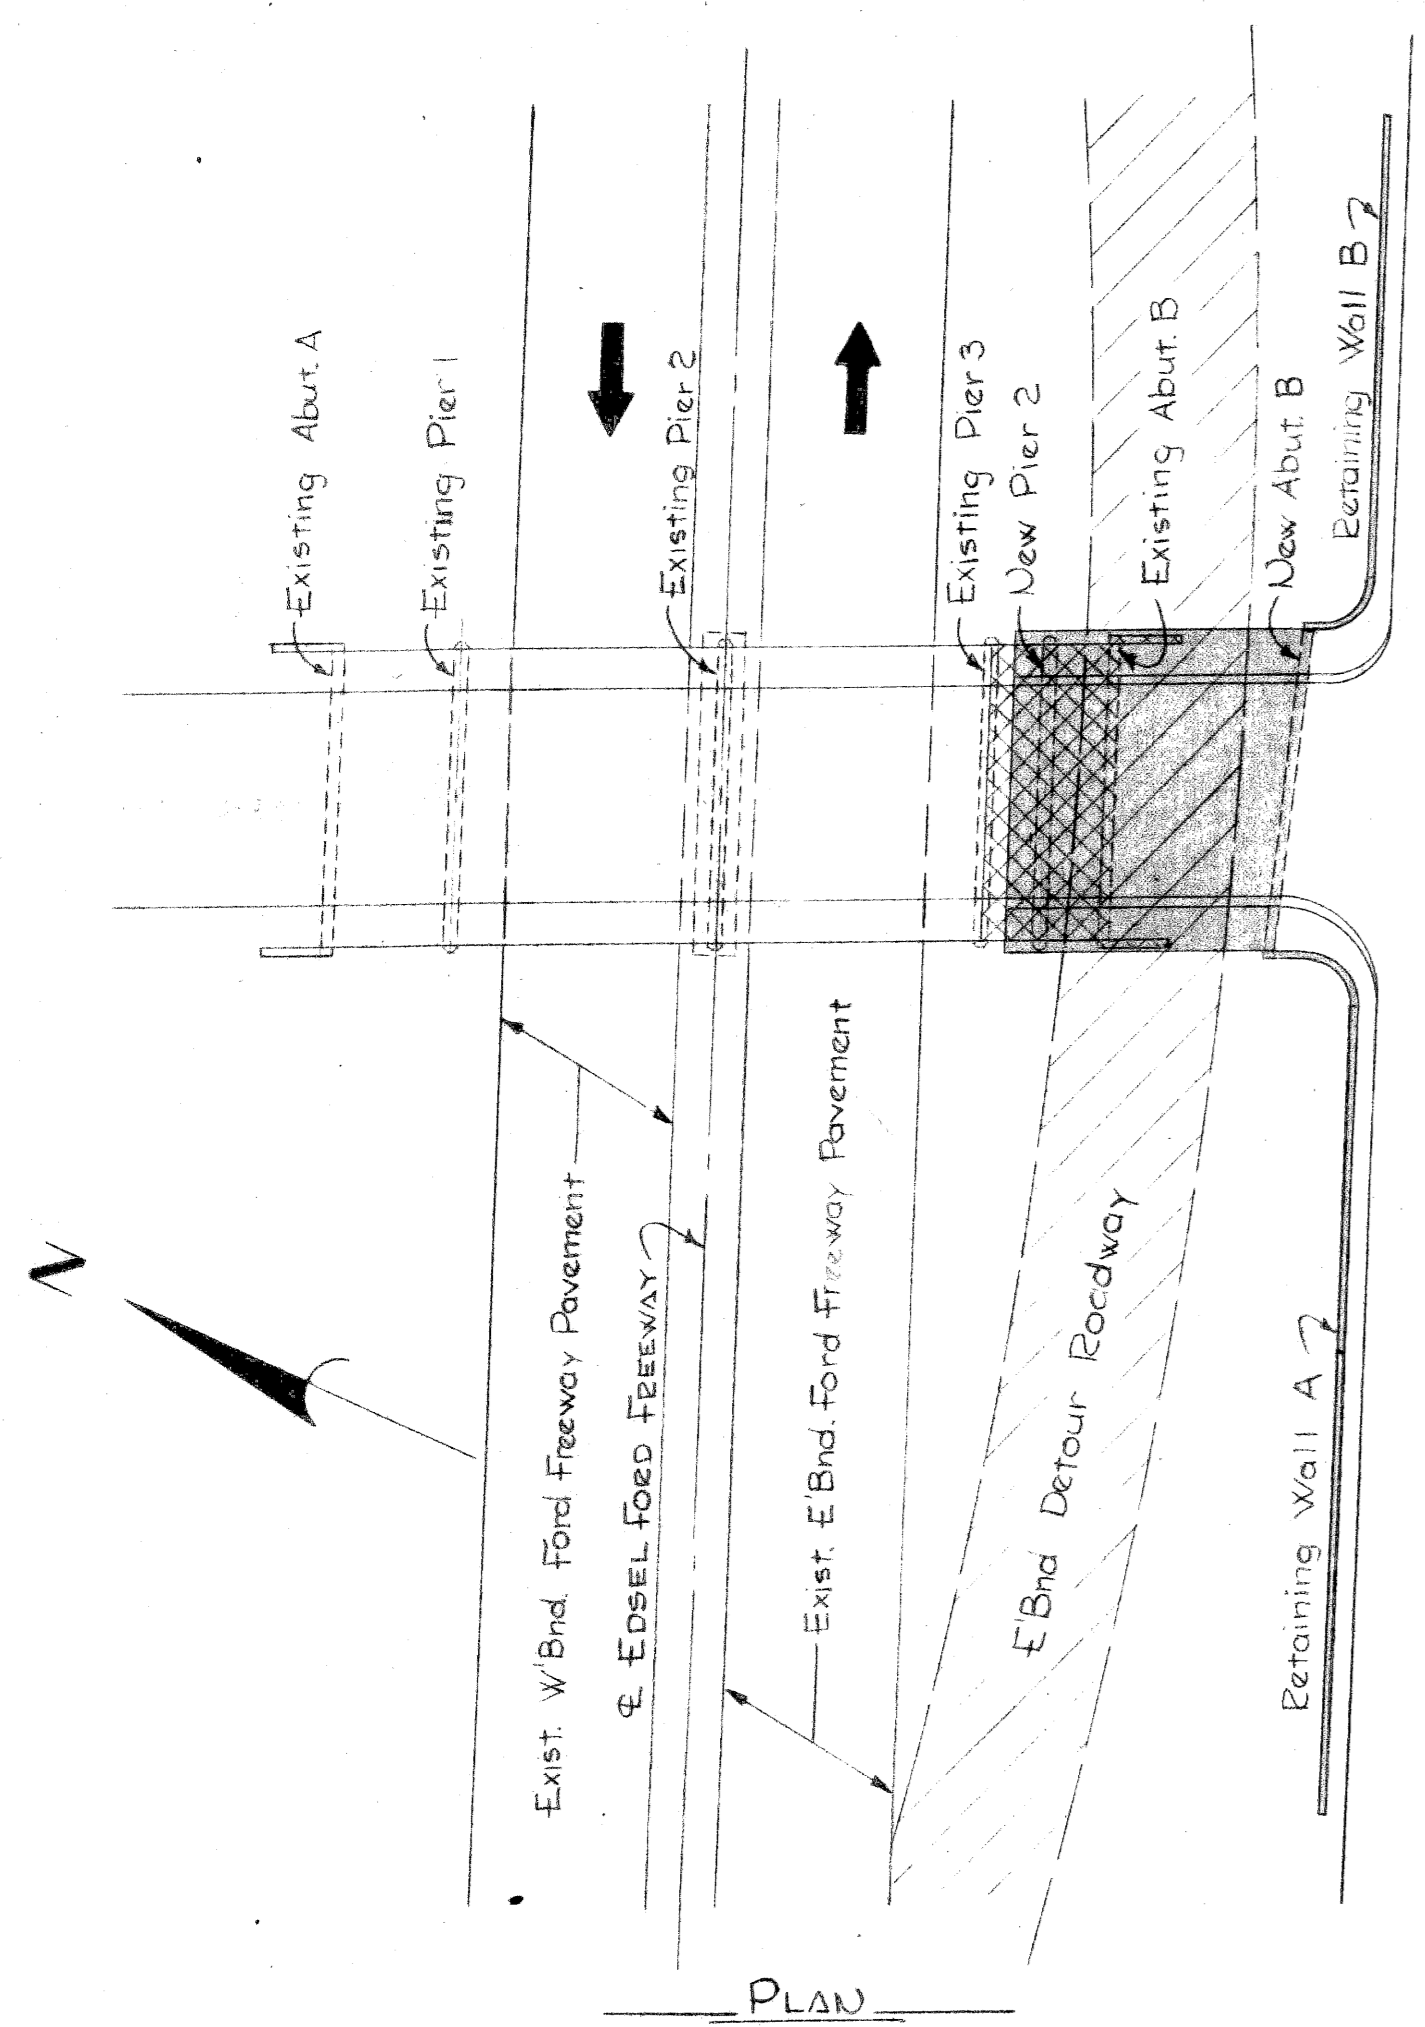 N
Existing Abut. A
Existing Pier 1
Existing Pier 2
Existing Pier 3
New Pier 2
Existing Abut. B
New Abut. B
Retaining Wall B
Exist. W'Bnd. Ford Freeway Pavement
℄ EDSEL FORD FREEWAY
Exist. E'Bnd. Ford Freeway Pavement
E'Bnd Detour Roadway
Retaining Wall A
PLAN